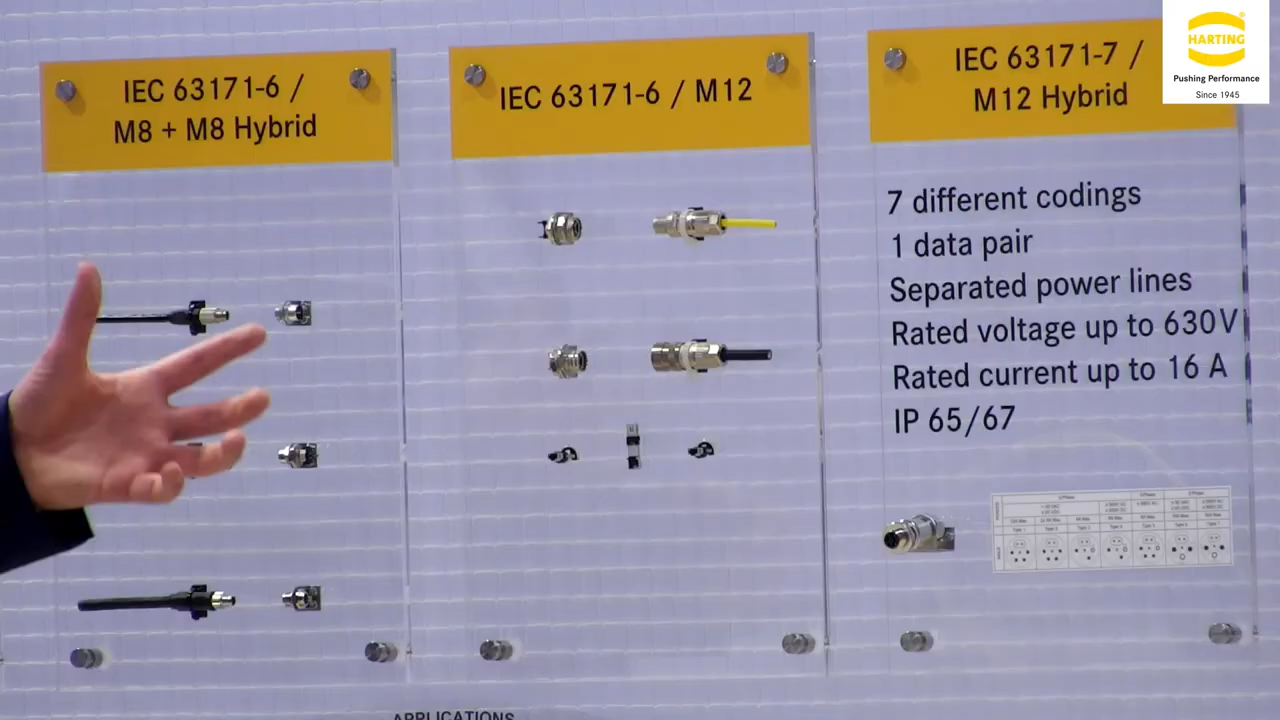 IEC 63171-6 /
M8 + M8 Hybrid
IEC 63171-6 / M12
IEC 63171-7 /
M12 Hybrid
HARTING
Pushing Performance
Since 1945
7 different codings
1 data pair
Separated power lines
Rated voltage up to 630V
Rated current up to 16 A
IP 65/67
APPLICATIONS